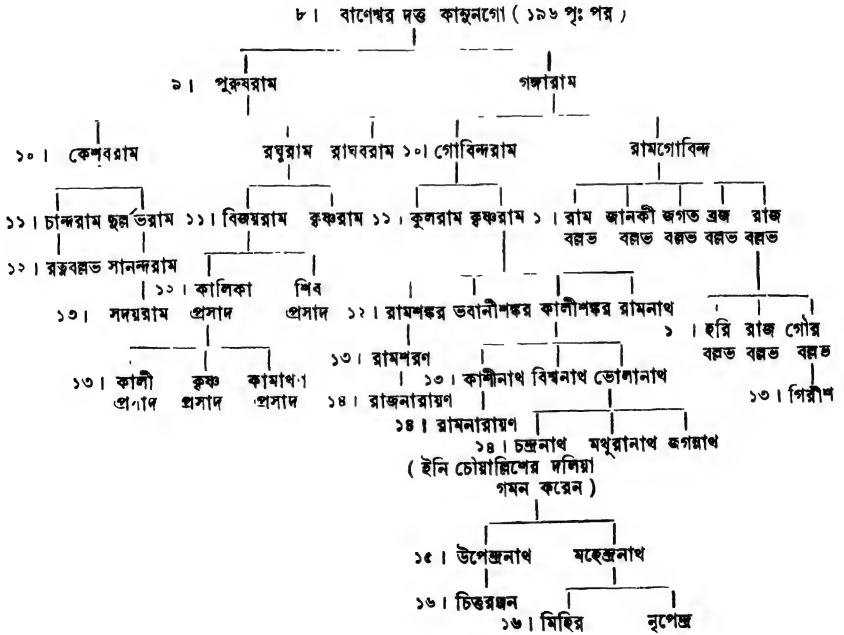 ৮। বাণেশ্বর দত্ত কানুনগো ( ১৯৬ পৃঃ পর )
৯। পুরুষরাম গঙ্গারাম
১০। কেশবরাম রঘুরাম রাঘবরাম ১০। গোবিন্দরাম রামগোবিন্দ
১১। চান্দরাম দুর্ল্লভরাম ১১। বিজয়রাম কৃষ্ণরাম ১১। কুলরাম কৃষ্ণরাম ১। রাম জানকী জগত ব্রজ রাজ
বল্লভ বল্লভ বল্লভ বল্লভ বল্লভ
১২। রত্নবল্লভ সানন্দরাম
১২। কালিকা শিব
প্রসাদ প্রসাদ
১৩। সদয়রাম
১২। রামশঙ্কর ভবানীশঙ্কর কালীশঙ্কর রামনাথ
১ । হরি রাজ গৌর
বল্লভ বল্লভ বল্লভ
১৩। রামশরণ
১৩। কালী কৃষ্ণ কামাখ্যা
প্রসাদ প্রসাদ প্রসাদ
১৩। কাশীনাথ বিশ্বনাথ ভোলানাথ
১৩। গিরীশ
১৪। রাজনারায়ণ
১৪। রামনারায়ণ
১৪। চন্দ্রনাথ মথুরানাথ জগন্নাথ
( ইনি চোয়াল্লিশের দলিয়া
গমন করেন )
১৫। উপেন্দ্রনাথ মহেন্দ্রনাথ
১৬। চিত্তরঞ্জন
১৬। মিহির নৃপেন্দ্র